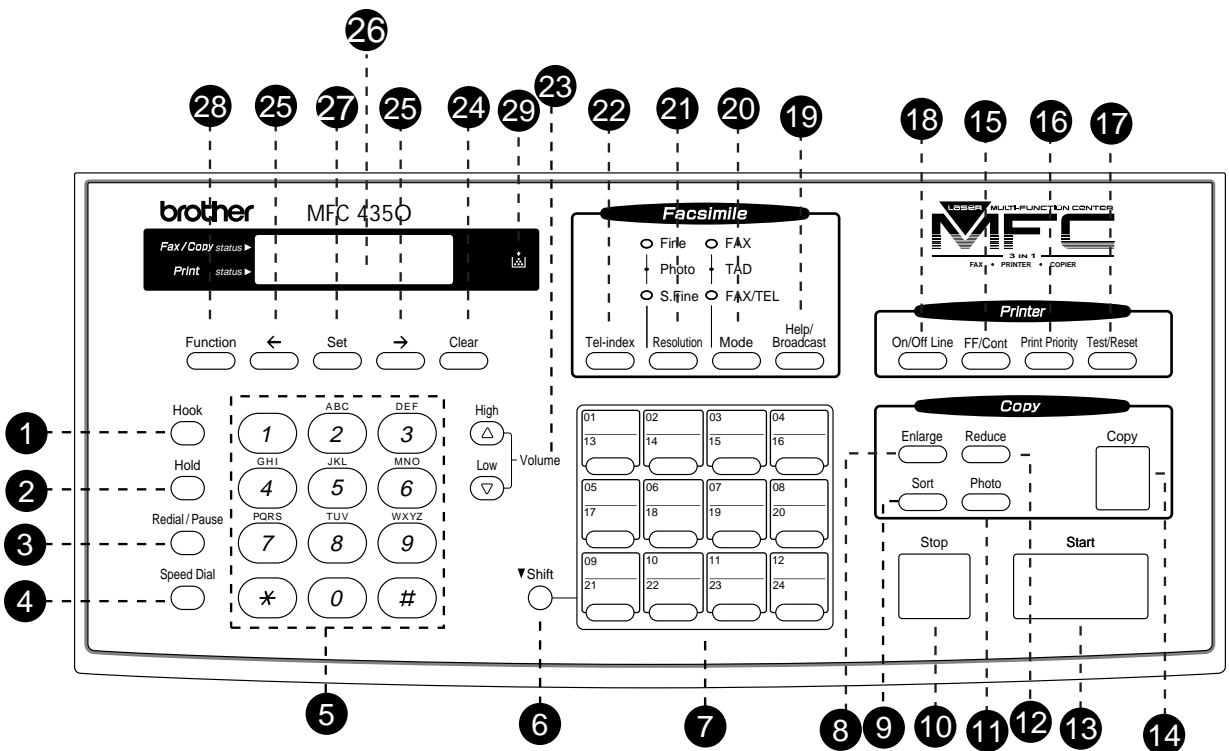 26
28 25 27 25 24 29 23 22 21 20 19 18 15 16 17
brother MFC 4350
Fax/Copy status ►
Print status ►
Function ← Set → Clear
Facsimile
Fine FAX
Photo TAD
S.Fine FAX/TEL
Tel-index Resolution Mode Help/
Broadcast
LASER MULTI-FUNCTION CENTER
MFC
3 IN 1
FAX • PRINTER • COPIER
Printer
On/Off Line FF/Cont Print Priority Test/Reset
1 Hook
2 Hold
3 Redial / Pause
4 Speed Dial
1 ABC 2 DEF 3
GHI 4 JKL 5 MNO 6
PQRS 7 TUV 8 WXYZ 9
* 0 #
High
Low
Volume
▼Shift
01 02 03 04
13 14 15 16
05 06 07 08
17 18 19 20
09 10 11 12
21 22 23 24
Copy
Enlarge Reduce Copy
Sort Photo
Stop Start
5 6 7 8 9 10 11 12 13 14